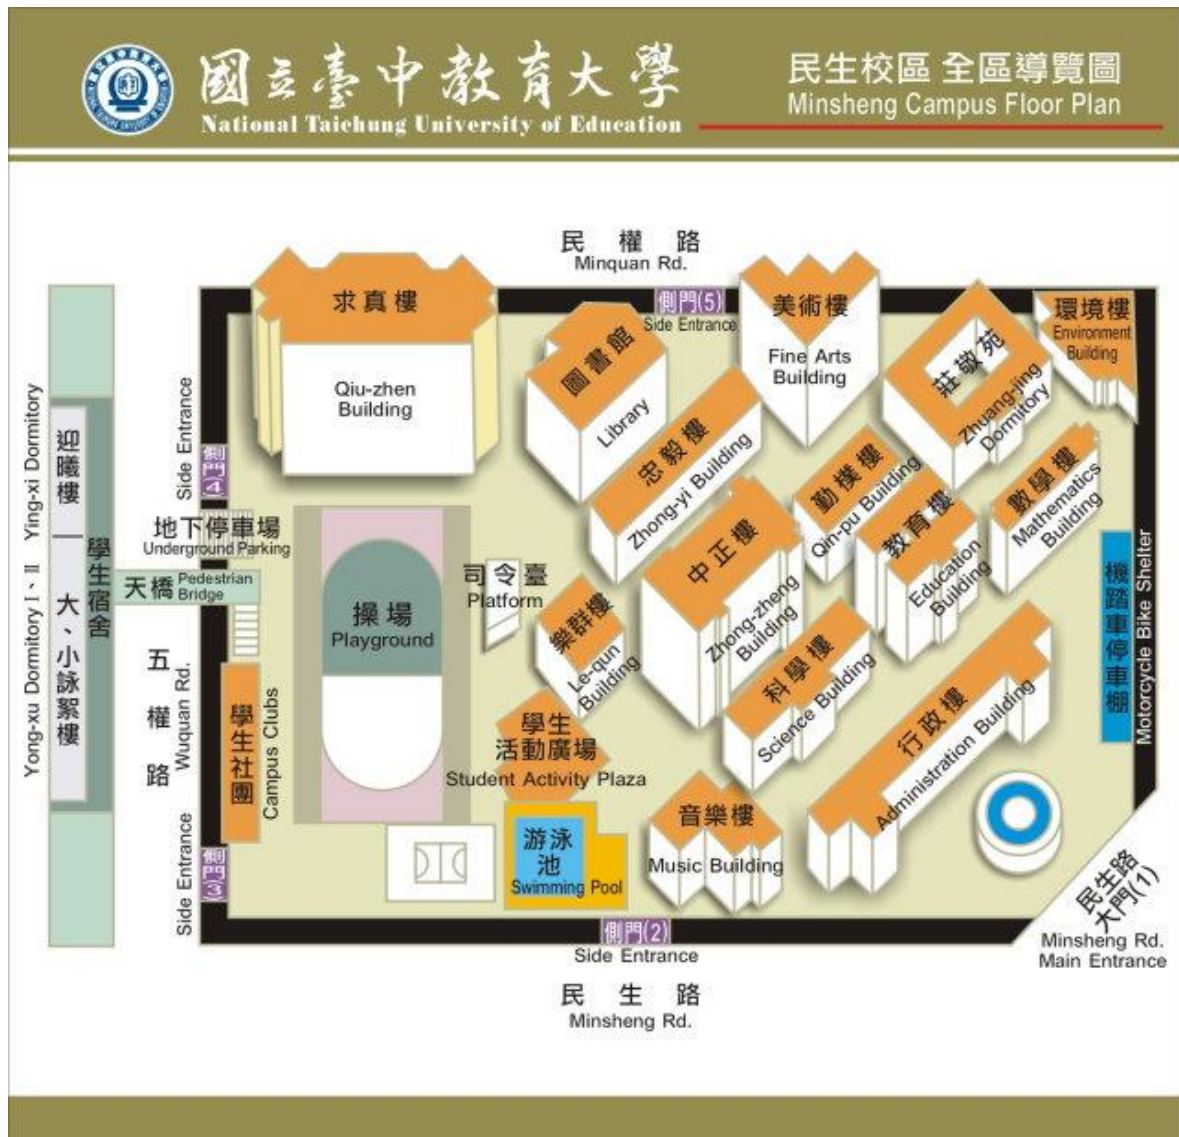 國立臺中教育大學
National Taichung University of Education
民生校區 全區導覽圖
Minsheng Campus Floor Plan
民權路
Minquan Rd.
側門(5)
Side Entrance
求真樓
Qiu-zhen
Building
圖書館
Library
美術樓
Fine Arts
Building
莊敬苑
Zhuang-jing
Dormitory
環境樓
Environment
Building
忠毅樓
Zhong-yi Building
勤樸樓
Qin-pu Building
數學樓
Mathematics
Building
中正樓
Zhong-zheng
Building
教育樓
Education
Building
Side Entrance
側門(4)
地下停車場
Underground Parking
天橋
Pedestrian
Bridge
Ying-xi Dormitory
迎曦樓
學生宿舍
Yong-xu Dormitory I、II
大、小詠絮樓
五權路
Wuquan Rd.
操場
Playground
司令臺
Platform
樂群樓
Le-qun
Building
科學樓
Science Building
行政樓
Administration Building
機踏車停車棚
Motorcycle Bike Shelter
學生社團
Campus Clubs
學生
活動廣場
Student Activity Plaza
Side Entrance
側門(3)
游泳
池
Swimming Pool
音樂樓
Music Building
民生路
大門(1)
Minsheng Rd.
Main Entrance
側門(2)
Side Entrance
民生路
Minsheng Rd.